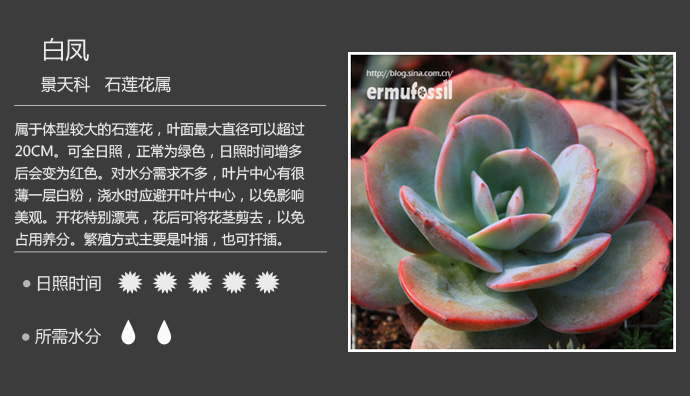 白凤
景天科 石莲花属
属于体型较大的石莲花，叶面最大直径可以超过
20CM。可全日照，正常为绿色，日照时间增多
后会变为红色。对水分需求不多，叶片中心有很
薄一层白粉，浇水时应避开叶片中心，以免影响
美观。开花特别漂亮，花后可将花茎剪去，以免
占用养分。繁殖方式主要是叶插，也可扦插。
日照时间
所需水分
http://blog.sina.com.cn/
ermufossil